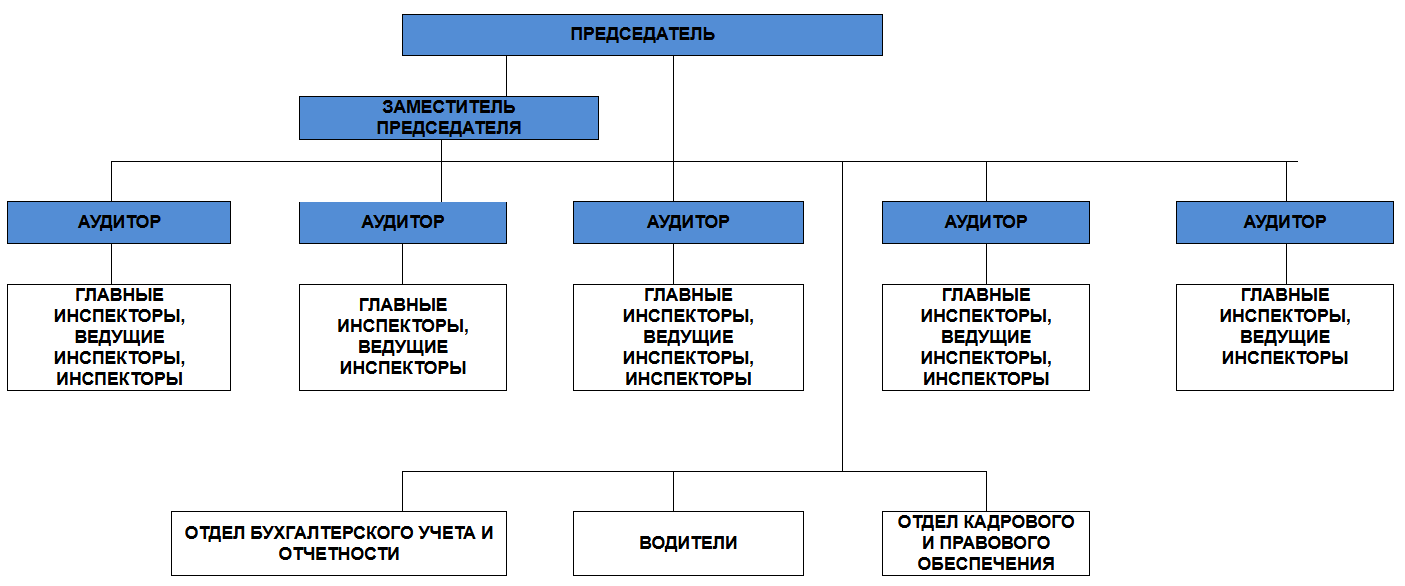 ПРЕДСЕДАТЕЛЬ
ЗАМЕСТИТЕЛЬ
ПРЕДСЕДАТЕЛЯ
АУДИТОР
АУДИТОР
АУДИТОР
АУДИТОР
АУДИТОР
ГЛАВНЫЕ
ИНСПЕКТОРЫ,
ВЕДУЩИЕ
ИНСПЕКТОРЫ,
ИНСПЕКТОРЫ
ГЛАВНЫЕ
ИНСПЕКТОРЫ,
ВЕДУЩИЕ
ИНСПЕКТОРЫ
ГЛАВНЫЕ
ИНСПЕКТОРЫ,
ВЕДУЩИЕ
ИНСПЕКТОРЫ,
ИНСПЕКТОРЫ
ГЛАВНЫЕ
ИНСПЕКТОРЫ,
ВЕДУЩИЕ
ИНСПЕКТОРЫ,
ИНСПЕКТОРЫ
ГЛАВНЫЕ
ИНСПЕКТОРЫ,
ВЕДУЩИЕ
ИНСПЕКТОРЫ
ОТДЕЛ БУХГАЛТЕРСКОГО УЧЕТА И
ОТЧЕТНОСТИ
ВОДИТЕЛИ
ОТДЕЛ КАДРОВОГО
И ПРАВОВОГО
ОБЕСПЕЧЕНИЯ